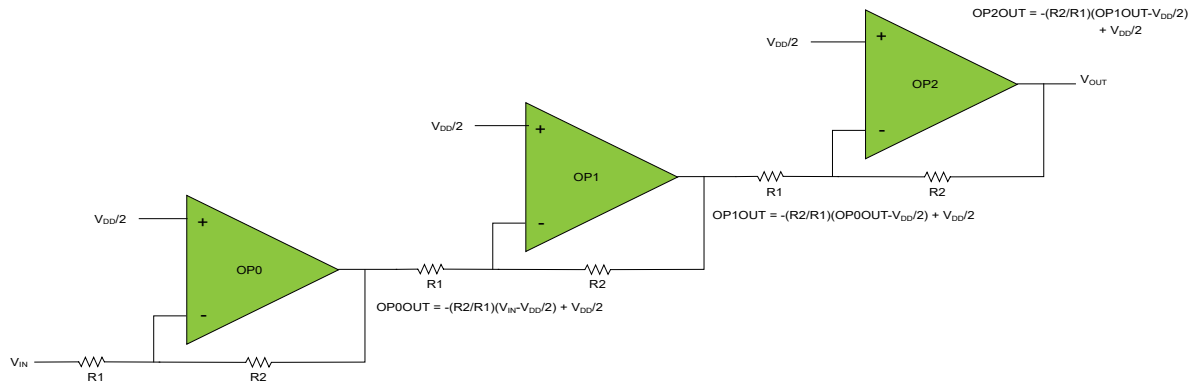 OP2OUT = -(R2/R1)(OP1OUT-VDD/2)
+ VDD/2
VDD/2
+
OP2
-
VOUT
R1
R2
VDD/2
+
OP1
-
OP1OUT = -(R2/R1)(OP0OUT-VDD/2) + VDD/2
R1
R2
VDD/2
+
OP0
-
OP0OUT = -(R2/R1)(VIN-VDD/2) + VDD/2
VIN
R1
R2